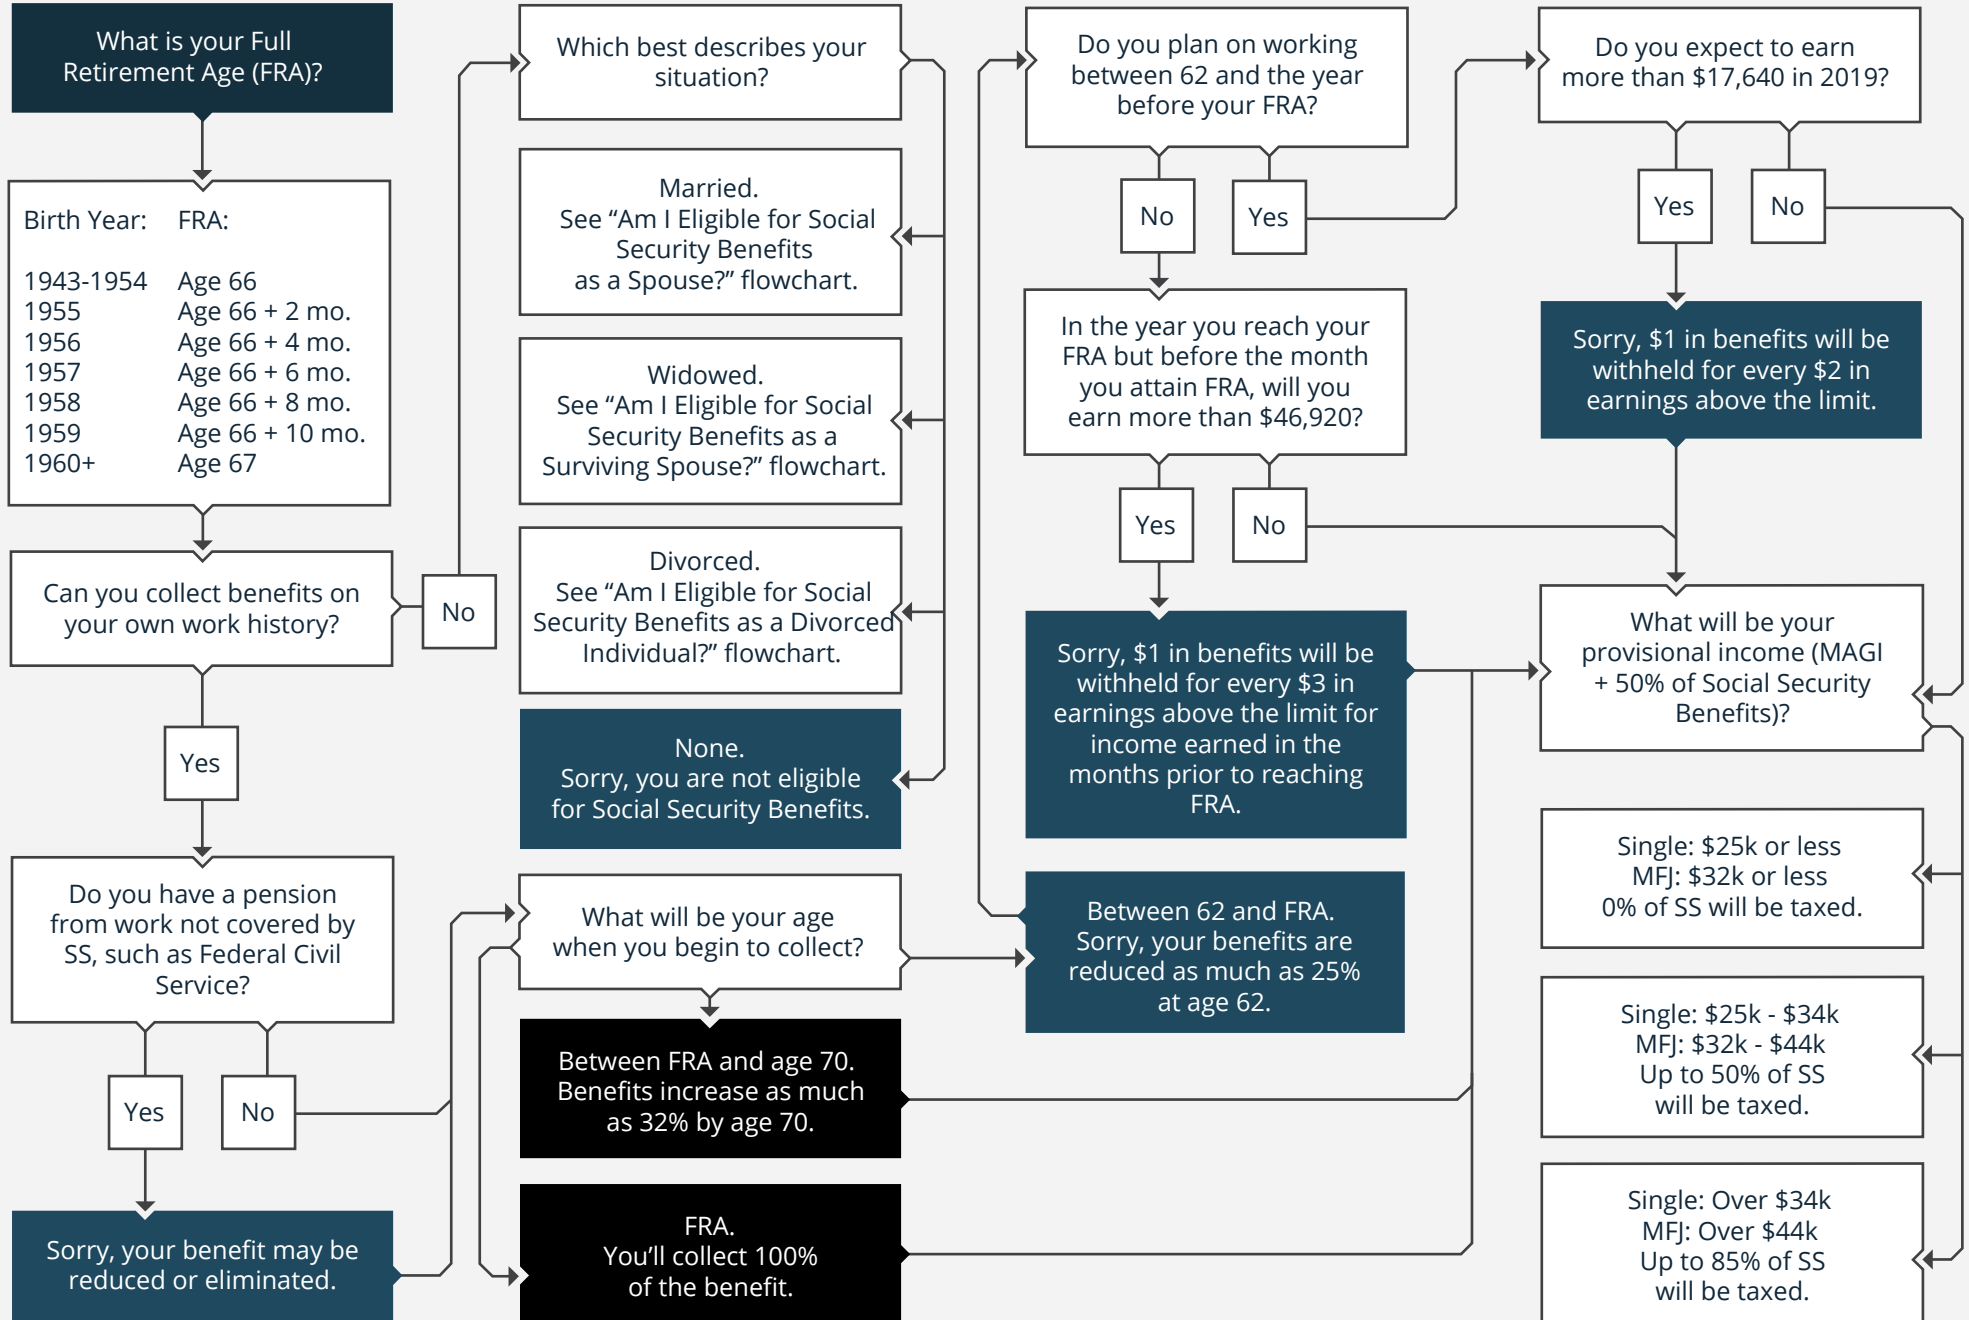 What is your Full
Retirement Age (FRA)?
Birth Year: FRA:
1943-1954 Age 66
1955 Age 66 + 2 mo.
1956 Age 66 + 4 mo.
1957 Age 66 + 6 mo.
1958 Age 66 + 8 mo.
1959 Age 66 + 10 mo.
1960+ Age 67
Can you collect benefits on
your own work history?
No
Yes
Do you have a pension
from work not covered by
SS, such as Federal Civil
Service?
Yes
No
Sorry, your benefit may be
reduced or eliminated.
Which best describes your
situation?
Married.
See “Am I Eligible for Social
Security Benefits
as a Spouse?” flowchart.
Widowed.
See “Am I Eligible for Social
Security Benefits as a
Surviving Spouse?” flowchart.
Divorced.
See “Am I Eligible for Social
Security Benefits as a Divorced
Individual?” flowchart.
None.
Sorry, you are not eligible
for Social Security Benefits.
What will be your age
when you begin to collect?
Between FRA and age 70.
Benefits increase as much
as 32% by age 70.
FRA.
You’ll collect 100%
of the benefit.
Do you plan on working
between 62 and the year
before your FRA?
No
Yes
In the year you reach your
FRA but before the month
you attain FRA, will you
earn more than $46,920?
Yes
No
Sorry, $1 in benefits will be
withheld for every $3 in
earnings above the limit for
income earned in the
months prior to reaching
FRA.
Between 62 and FRA.
Sorry, your benefits are
reduced as much as 25%
at age 62.
Do you expect to earn
more than $17,640 in 2019?
Yes
No
Sorry, $1 in benefits will be
withheld for every $2 in
earnings above the limit.
What will be your
provisional income (MAGI
+ 50% of Social Security
Benefits)?
Single: $25k or less
MFJ: $32k or less
0% of SS will be taxed.
Single: $25k - $34k
MFJ: $32k - $44k
Up to 50% of SS
will be taxed.
Single: Over $34k
MFJ: Over $44k
Up to 85% of SS
will be taxed.